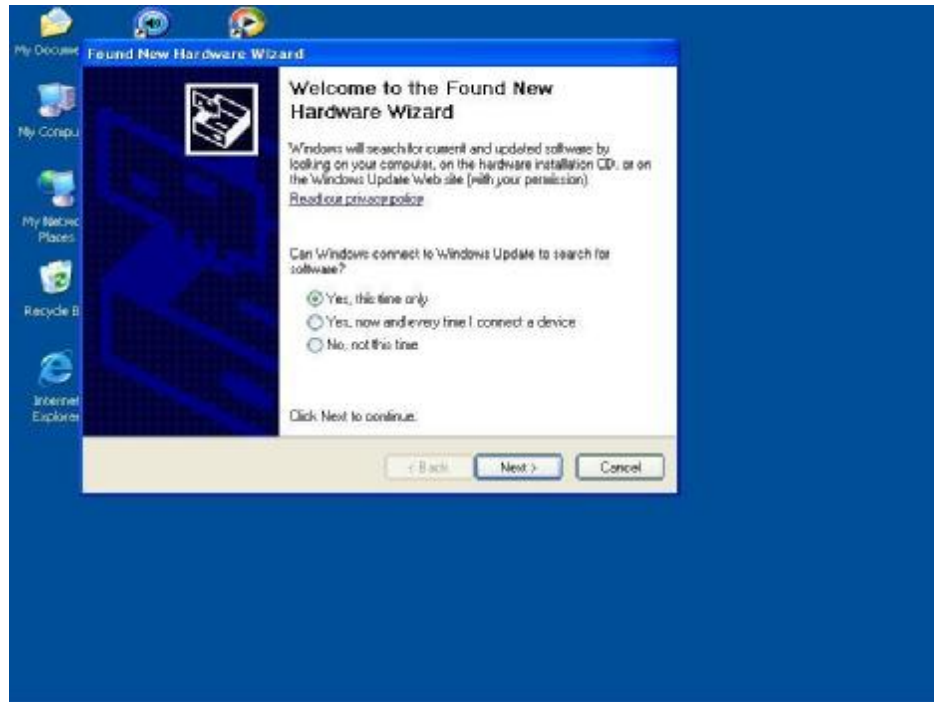 My Docume
Found New Hardware Wizard
Welcome to the Found New
Hardware Wizard
My Compu
Windows will search for current and updated software by
looking on your computer, on the hardware installation CD, or on
the Windows Update Web site (with your permission).
Read our privacy policy
My Networ
Places
Can Windows connect to Windows Update to search for
software?
Yes, this time only
Recycle B
Yes, now and every time I connect a device
No, not this time
Internet
Explorer
Click Next to continue.
< Back
Next >
Cancel